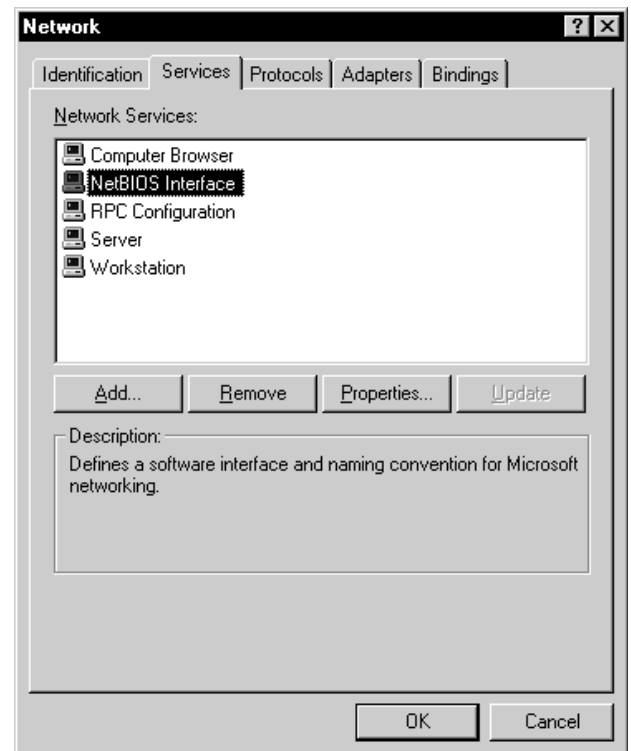 Network
Identification Services Protocols Adapters Bindings
Network Services:
Computer Browser
NetBIOS Interface
RPC Configuration
Server
Workstation
Add... Remove Properties... Update
Description:
Defines a software interface and naming convention for Microsoft
networking.
OK Cancel